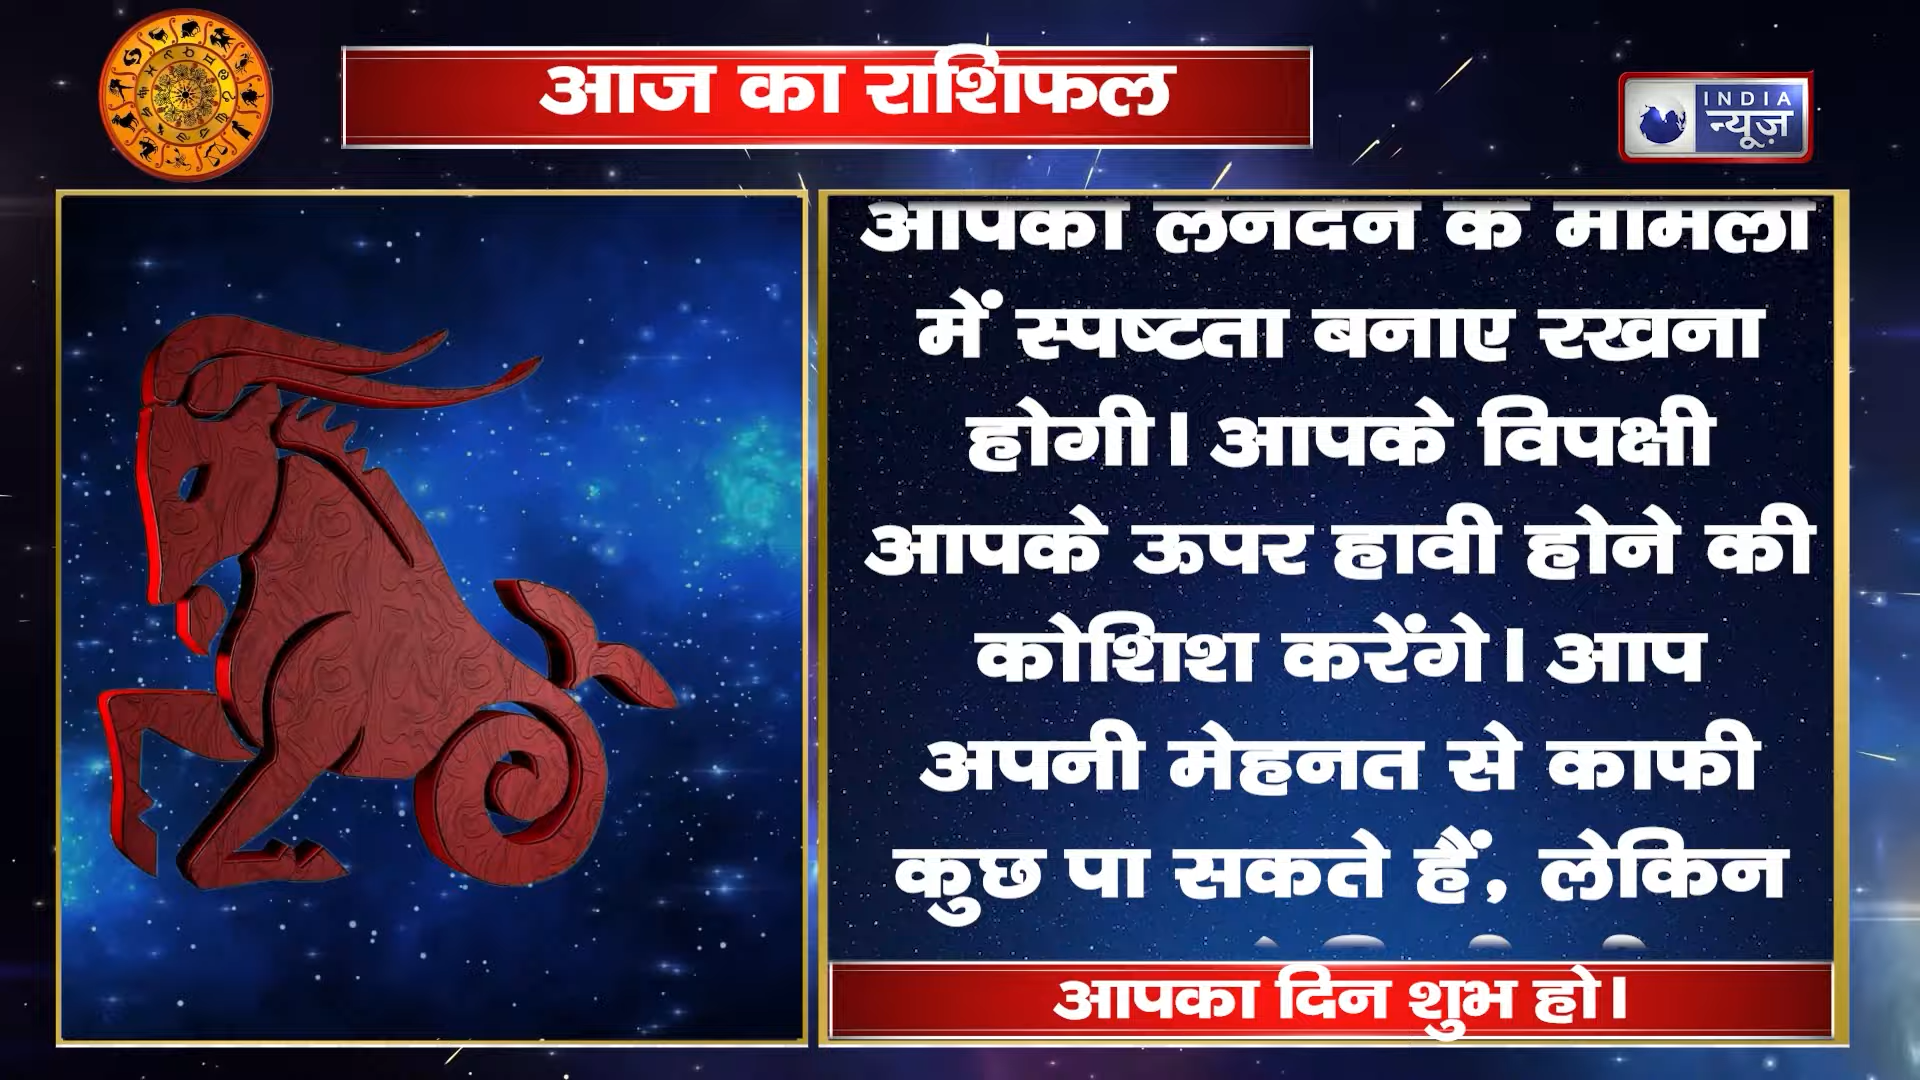 आज का राशिफल
INDIA
न्यूज़
आपको लेनदेन के मामलों
में स्पष्टता बनाए रखना
होगी। आपके विपक्षी
आपके ऊपर हावी होने की
कोशिश करेंगे। आप
अपनी मेहनत से काफी
कुछ पा सकते हैं, लेकिन
आपका दिन शुभ हो।